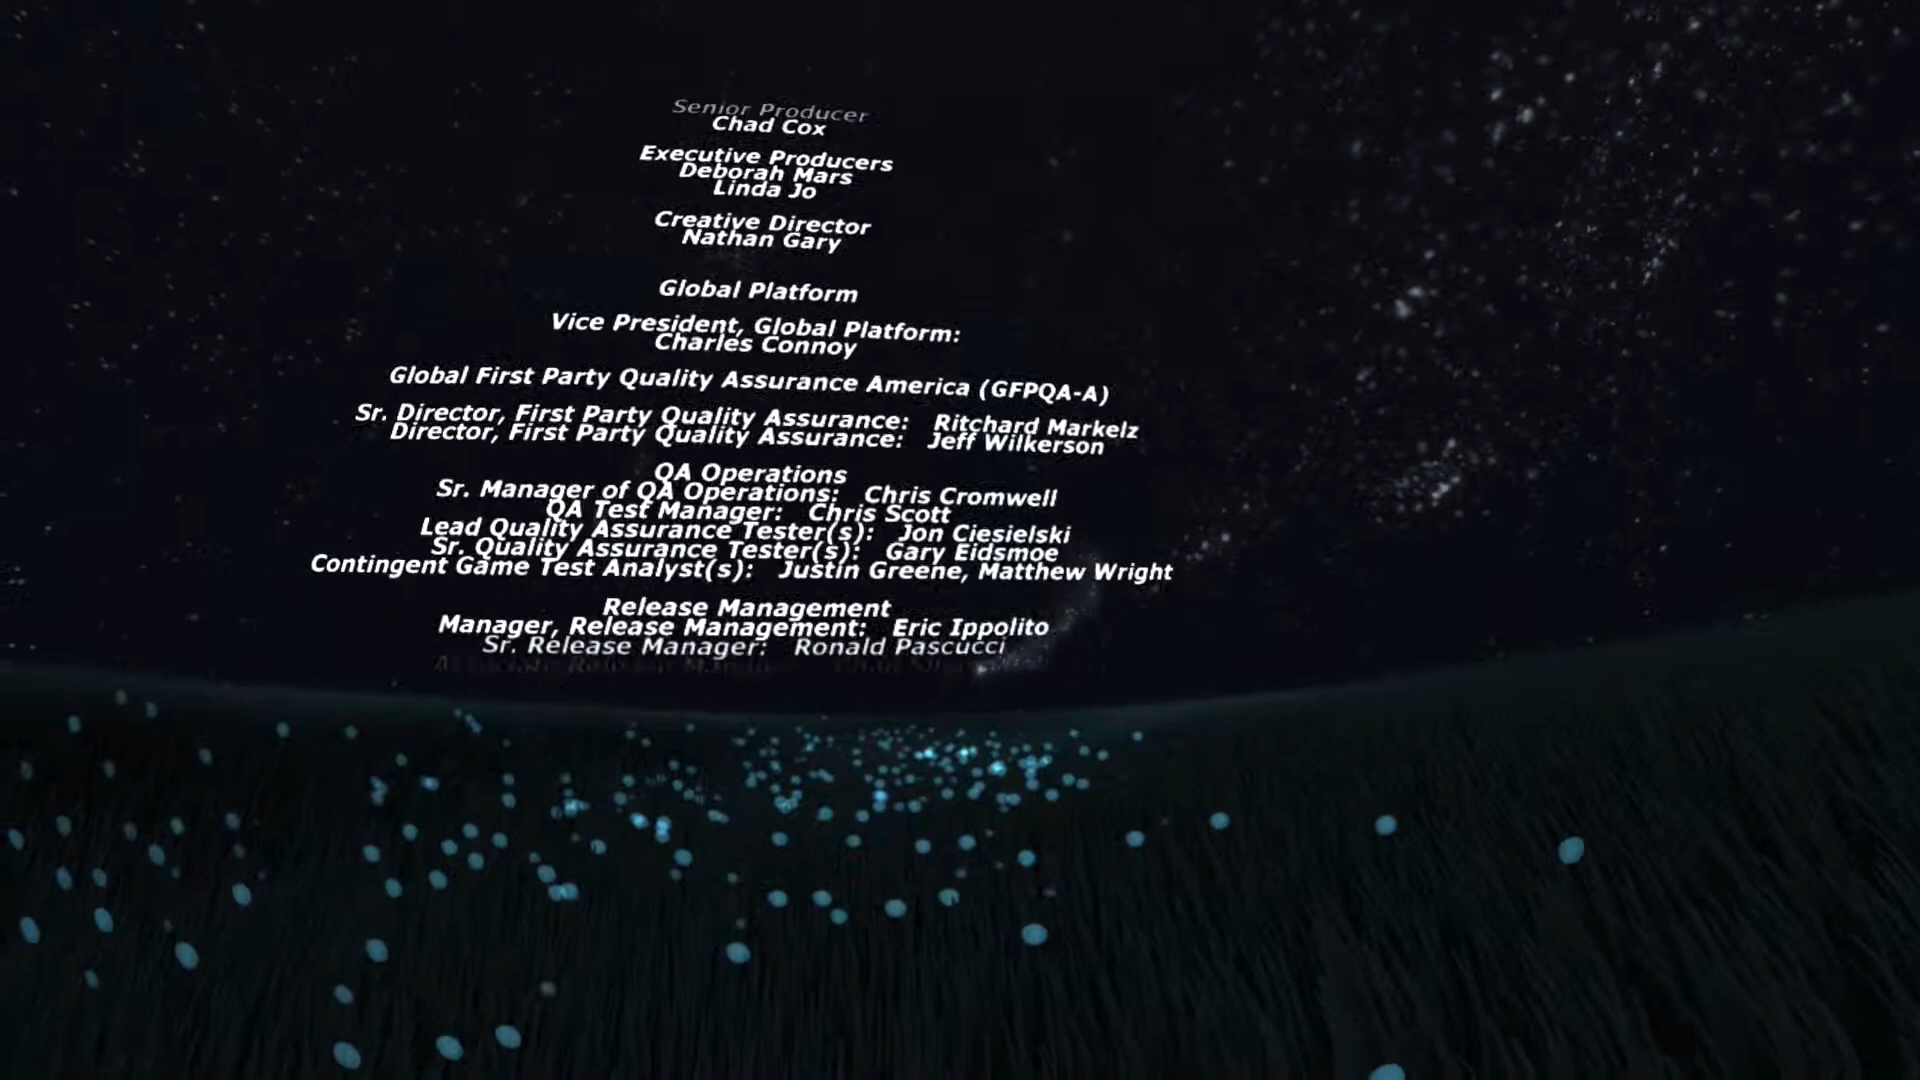 Senior Producer
Chad Cox
Executive Producers
Deborah Mars
Linda Jo
Creative Director
Nathan Gary
Global Platform
Vice President, Global Platform:
Charles Connoy
Global First Party Quality Assurance America (GFPQA-A)
Sr. Director, First Party Quality Assurance: Ritchard Markelz
Director, First Party Quality Assurance: Jeff Wilkerson
QA Operations
Sr. Manager of QA Operations: Chris Cromwell
QA Test Manager: Chris Scott
Lead Quality Assurance Tester(s): Jon Ciesielski
Sr. Quality Assurance Tester(s): Gary Eidsmoe
Contingent Game Test Analyst(s): Justin Greene, Matthew Wright
Release Management
Manager, Release Management: Eric Ippolito
Sr. Release Manager: Ronald Pascucci